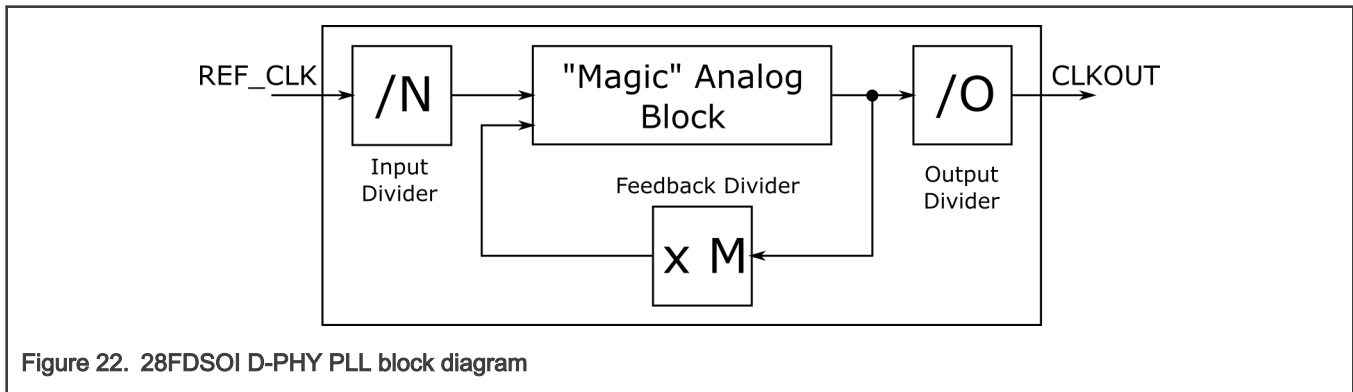 REF_CLK
/N
Input
Divider
"Magic" Analog
Block
/O
Output
Divider
CLKOUT
Feedback Divider
x M
Figure 22. 28FDSOI D-PHY PLL block diagram